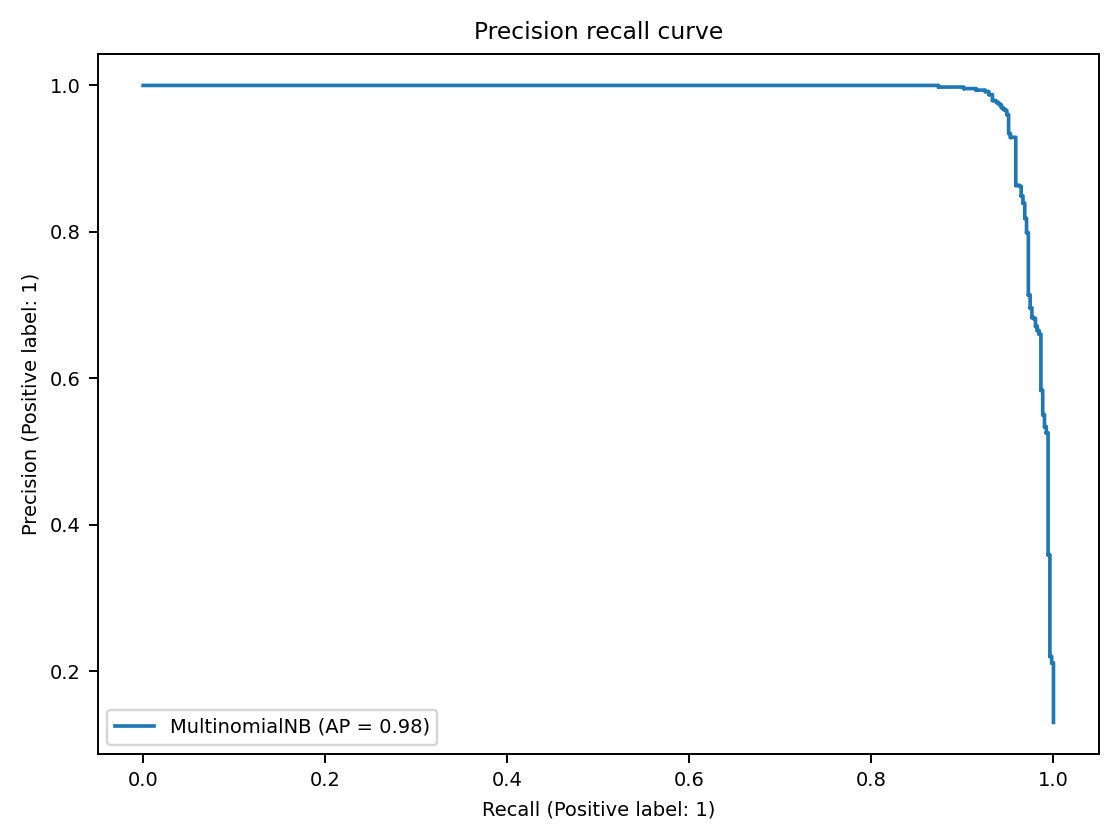 Precision recall curve
1.0
0.8
0.6
0.4
0.2
Precision (Positive label: 1)
MultinomialNB (AP = 0.98)
0.0 0.2 0.4 0.6 0.8 1.0
Recall (Positive label: 1)